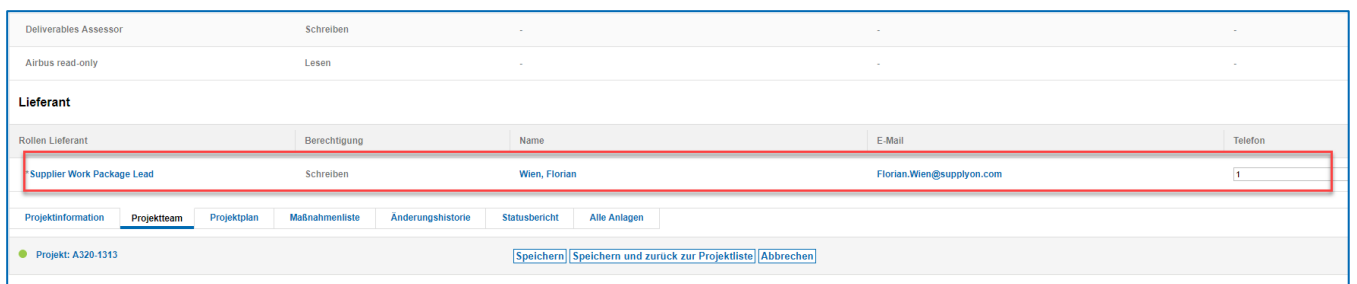 Deliverables Assessor Schreiben - - -
Airbus read-only Lesen - - -
Lieferant
Rollen Lieferant Berechtigung Name E-Mail Telefon
*Supplier Work Package Lead Schreiben Wien, Florian Florian.Wien@supplyon.com 1
Projektinformation Projektteam Projektplan Maßnahmenliste Änderungshistorie Statusbericht Alle Anlagen
Projekt: A320-1313 Speichern Speichern und zurück zur Projektliste Abbrechen